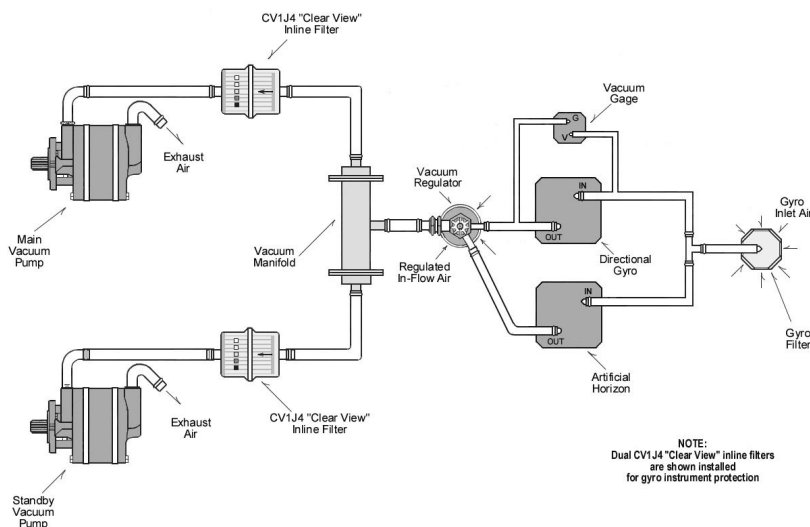 CV1J4 "Clear View"
Inline Filter
Exhaust
Air
Main
Vacuum
Pump
Vacuum
Manifold
Vacuum
Regulator
Regulated
In-Flow Air
Vacuum
Gage
G
V
IN
OUT
Directional
Gyro
IN
OUT
Artificial
Horizon
Gyro
Inlet Air
Gyro
Filter
CV1J4 "Clear View"
Inline Filter
Exhaust
Air
Standby
Vacuum
Pump
NOTE:
Dual CV1J4 "Clear View" inline filters
are shown installed
for gyro instrument protection